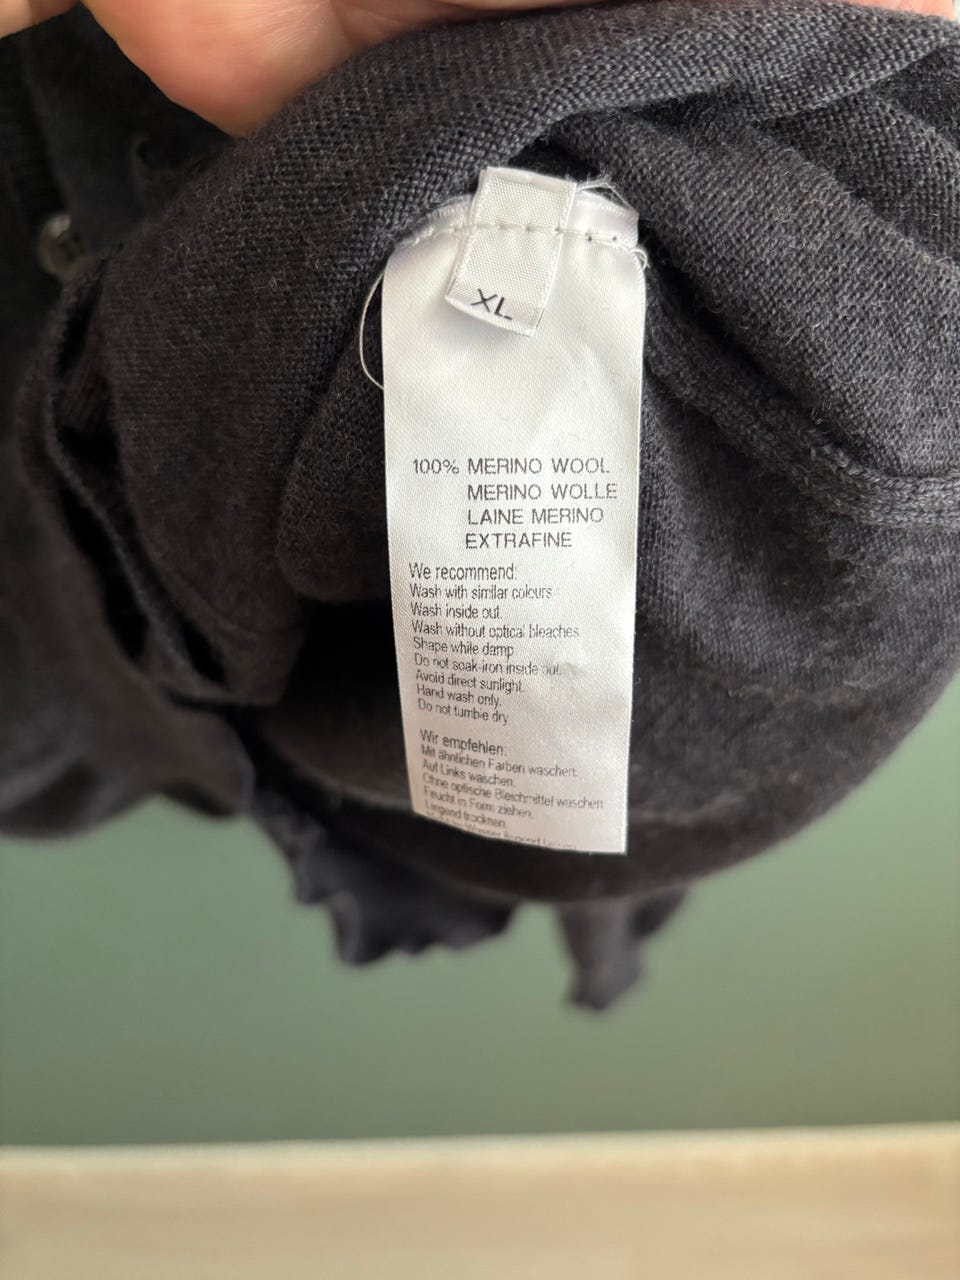 XL
100% MERINO WOOL
MERINO WOLLE
LAINE MERINO
EXTRAFINE
We recommend:
Wash with similar colours
Wash inside out.
Wash without optical bleaches.
Shape while damp
Do not soak-iron inside out.
Avoid direct sunlight.
Hand wash only.
Do not tumble dry
Wir empfehlen:
Mit ähnlichen Farben waschen.
Auf Links waschen.
Ohne optische Bleichmittel waschen
Feucht in Form ziehen.
Liegend trocknen.